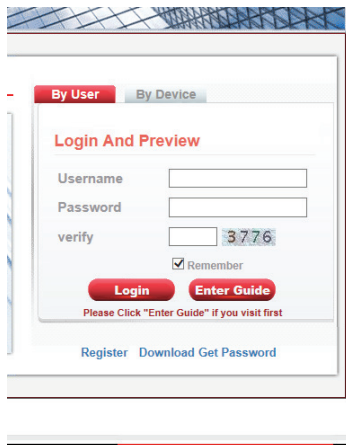 By User By Device
Login And Preview
Username
Password
verify 3776
Remember
Login Enter Guide
Please Click "Enter Guide" if you visit first
Register Download Get Password